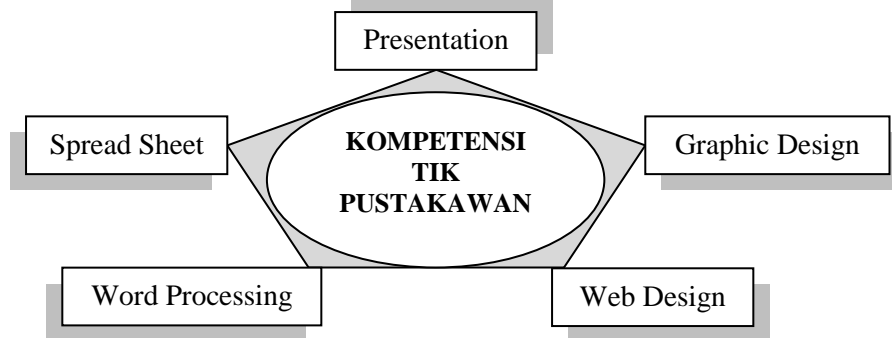 Presentation
Spread Sheet
KOMPETENSI
TIK
PUSTAKAWAN
Graphic Design
Word Processing
Web Design